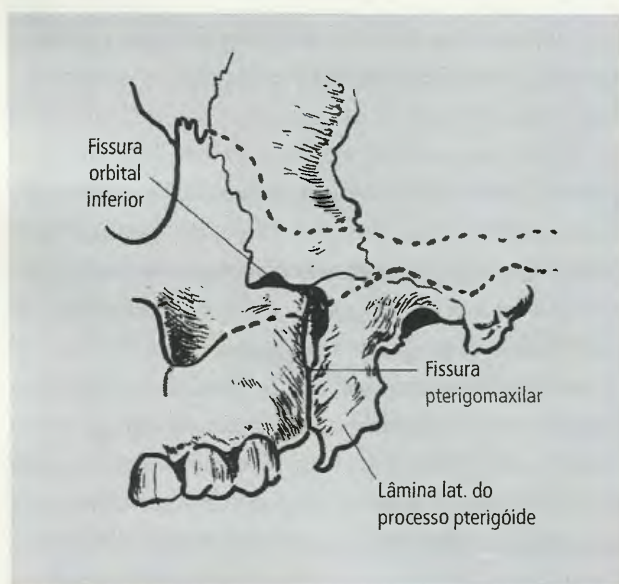 Fissura
orbital
inferior
Fissura
pterigomaxilar
Lâmina lat. do
processo pterigóide